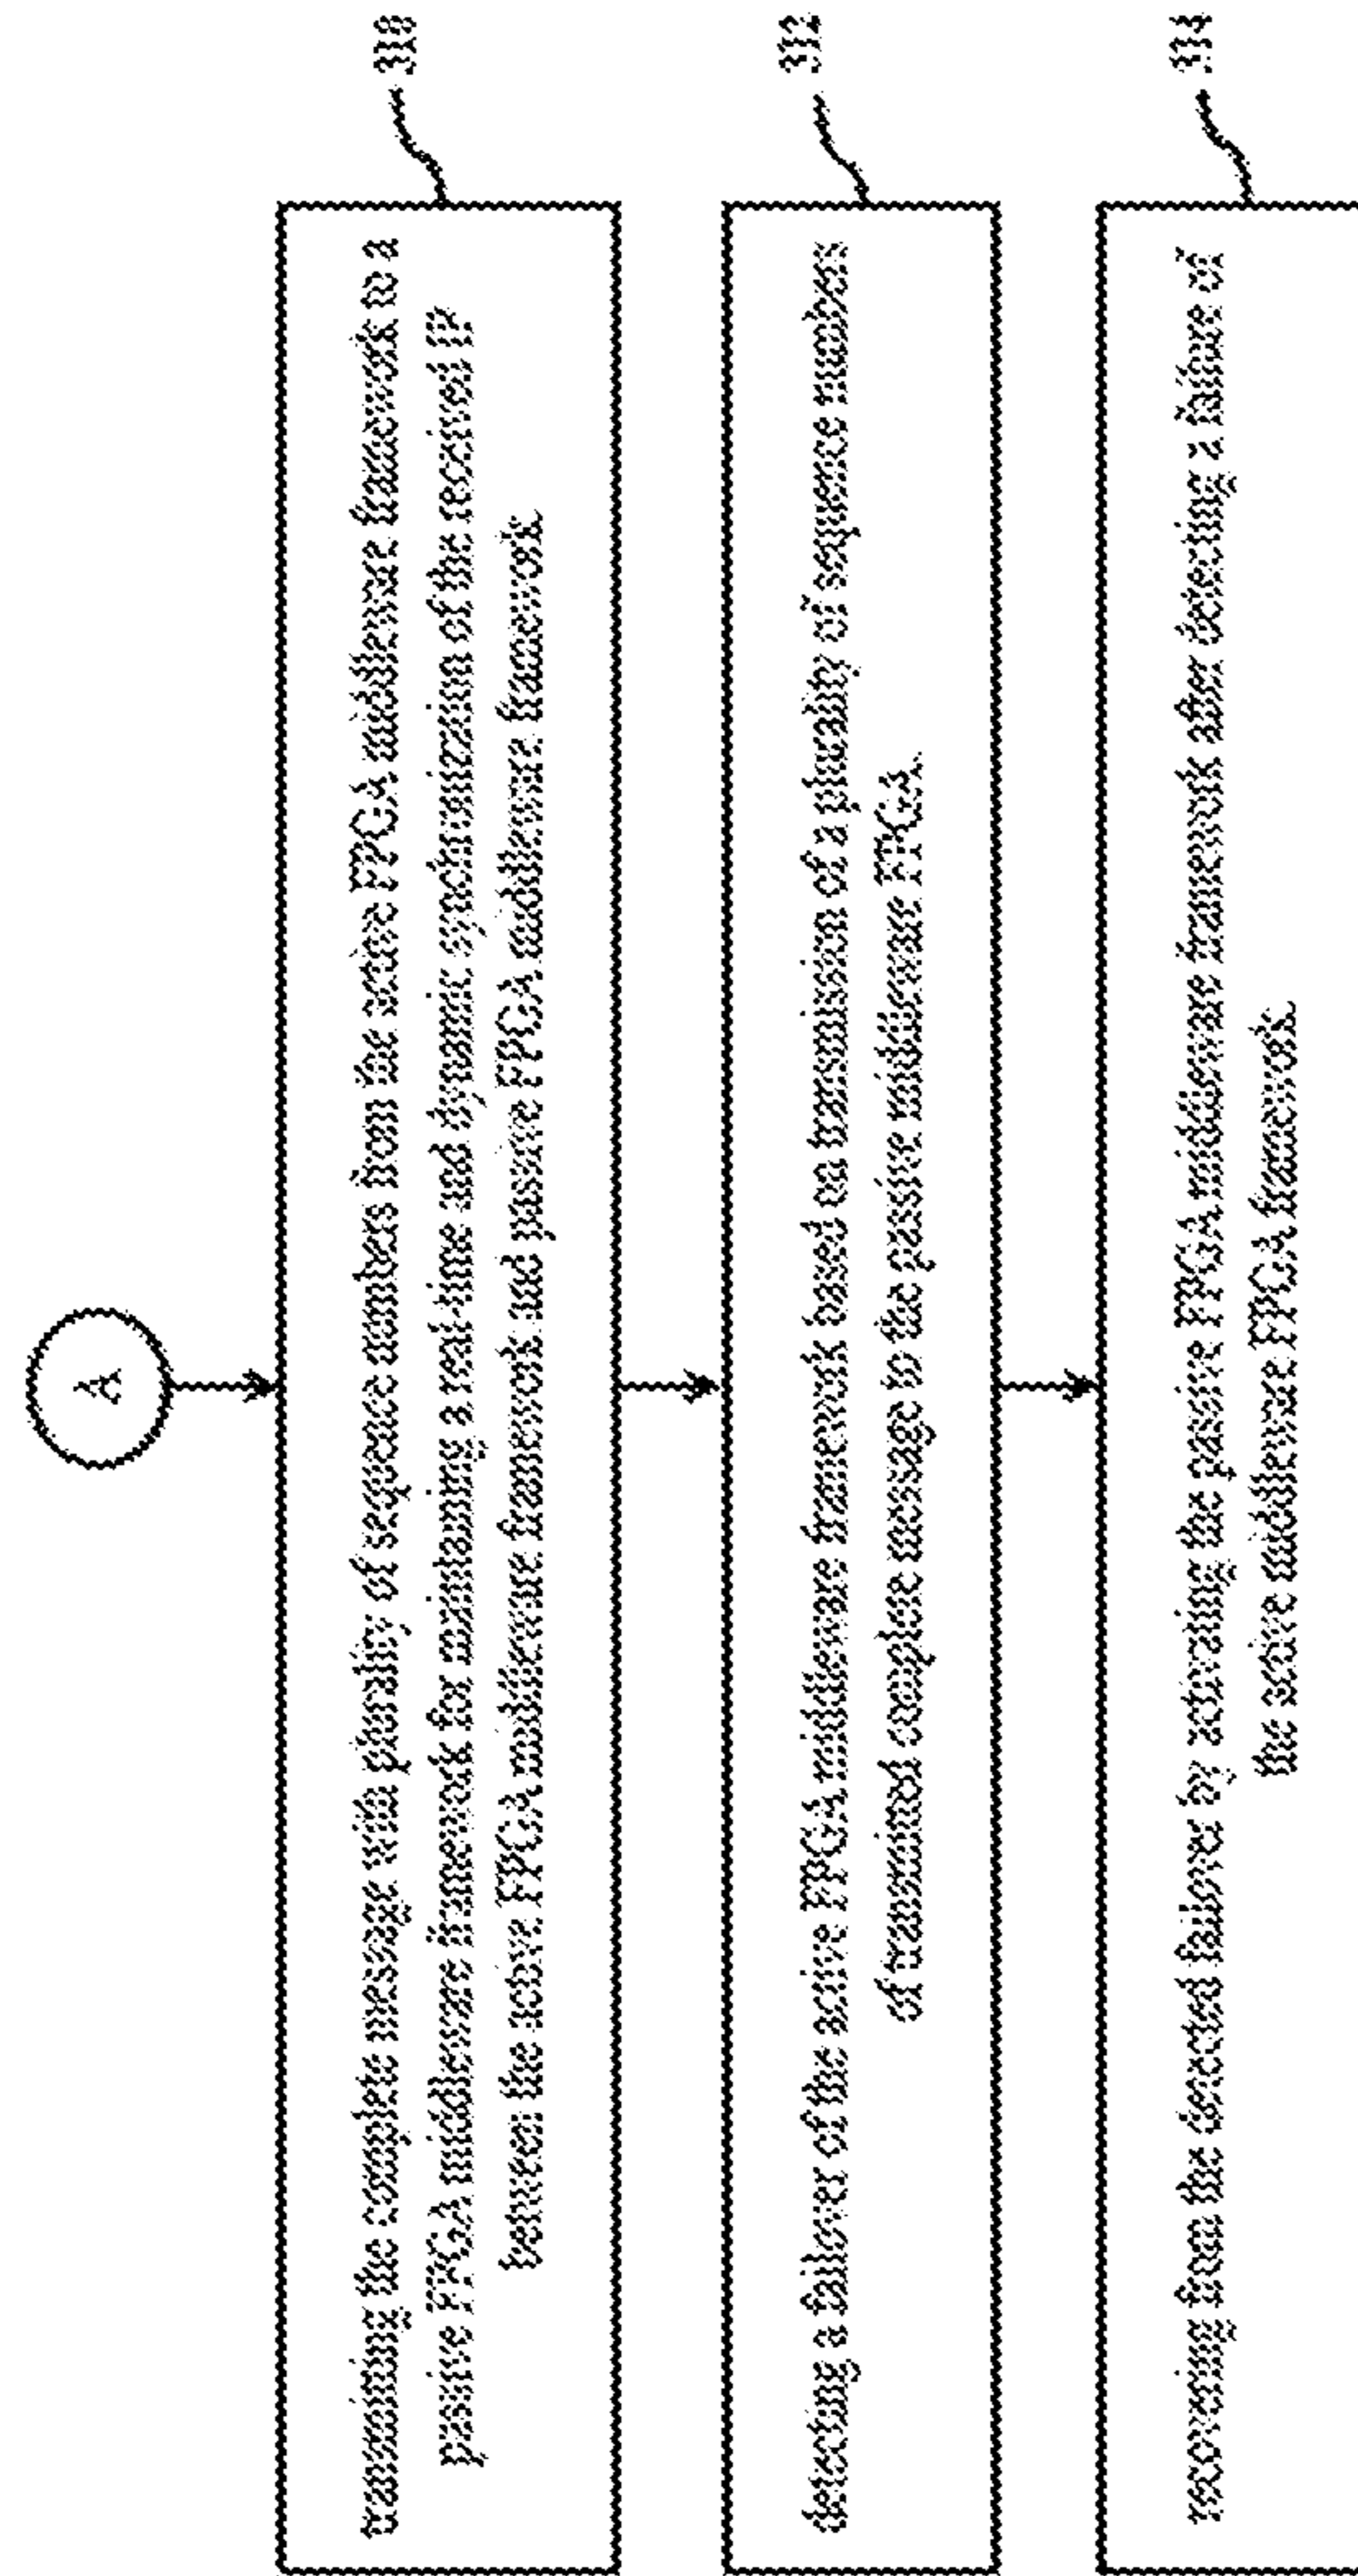 A
transmitting the complete message with plurality of sequence numbers from the active FPGA middleware framework to a
passive FPGA middleware framework for maintaining a real-time and dynamic synchronization of the received IP
between the active FPGA middleware framework and passive FPGA middleware framework.
310
detecting a failover of the active FPGA middleware framework based on transmission of a plurality of sequence numbers
of transmitted complete message to the passive middleware FPGA.
312
recovering from the detected failover by activating the passive FPGA middleware framework after detecting a failure of
the active middleware FPGA framework.
314